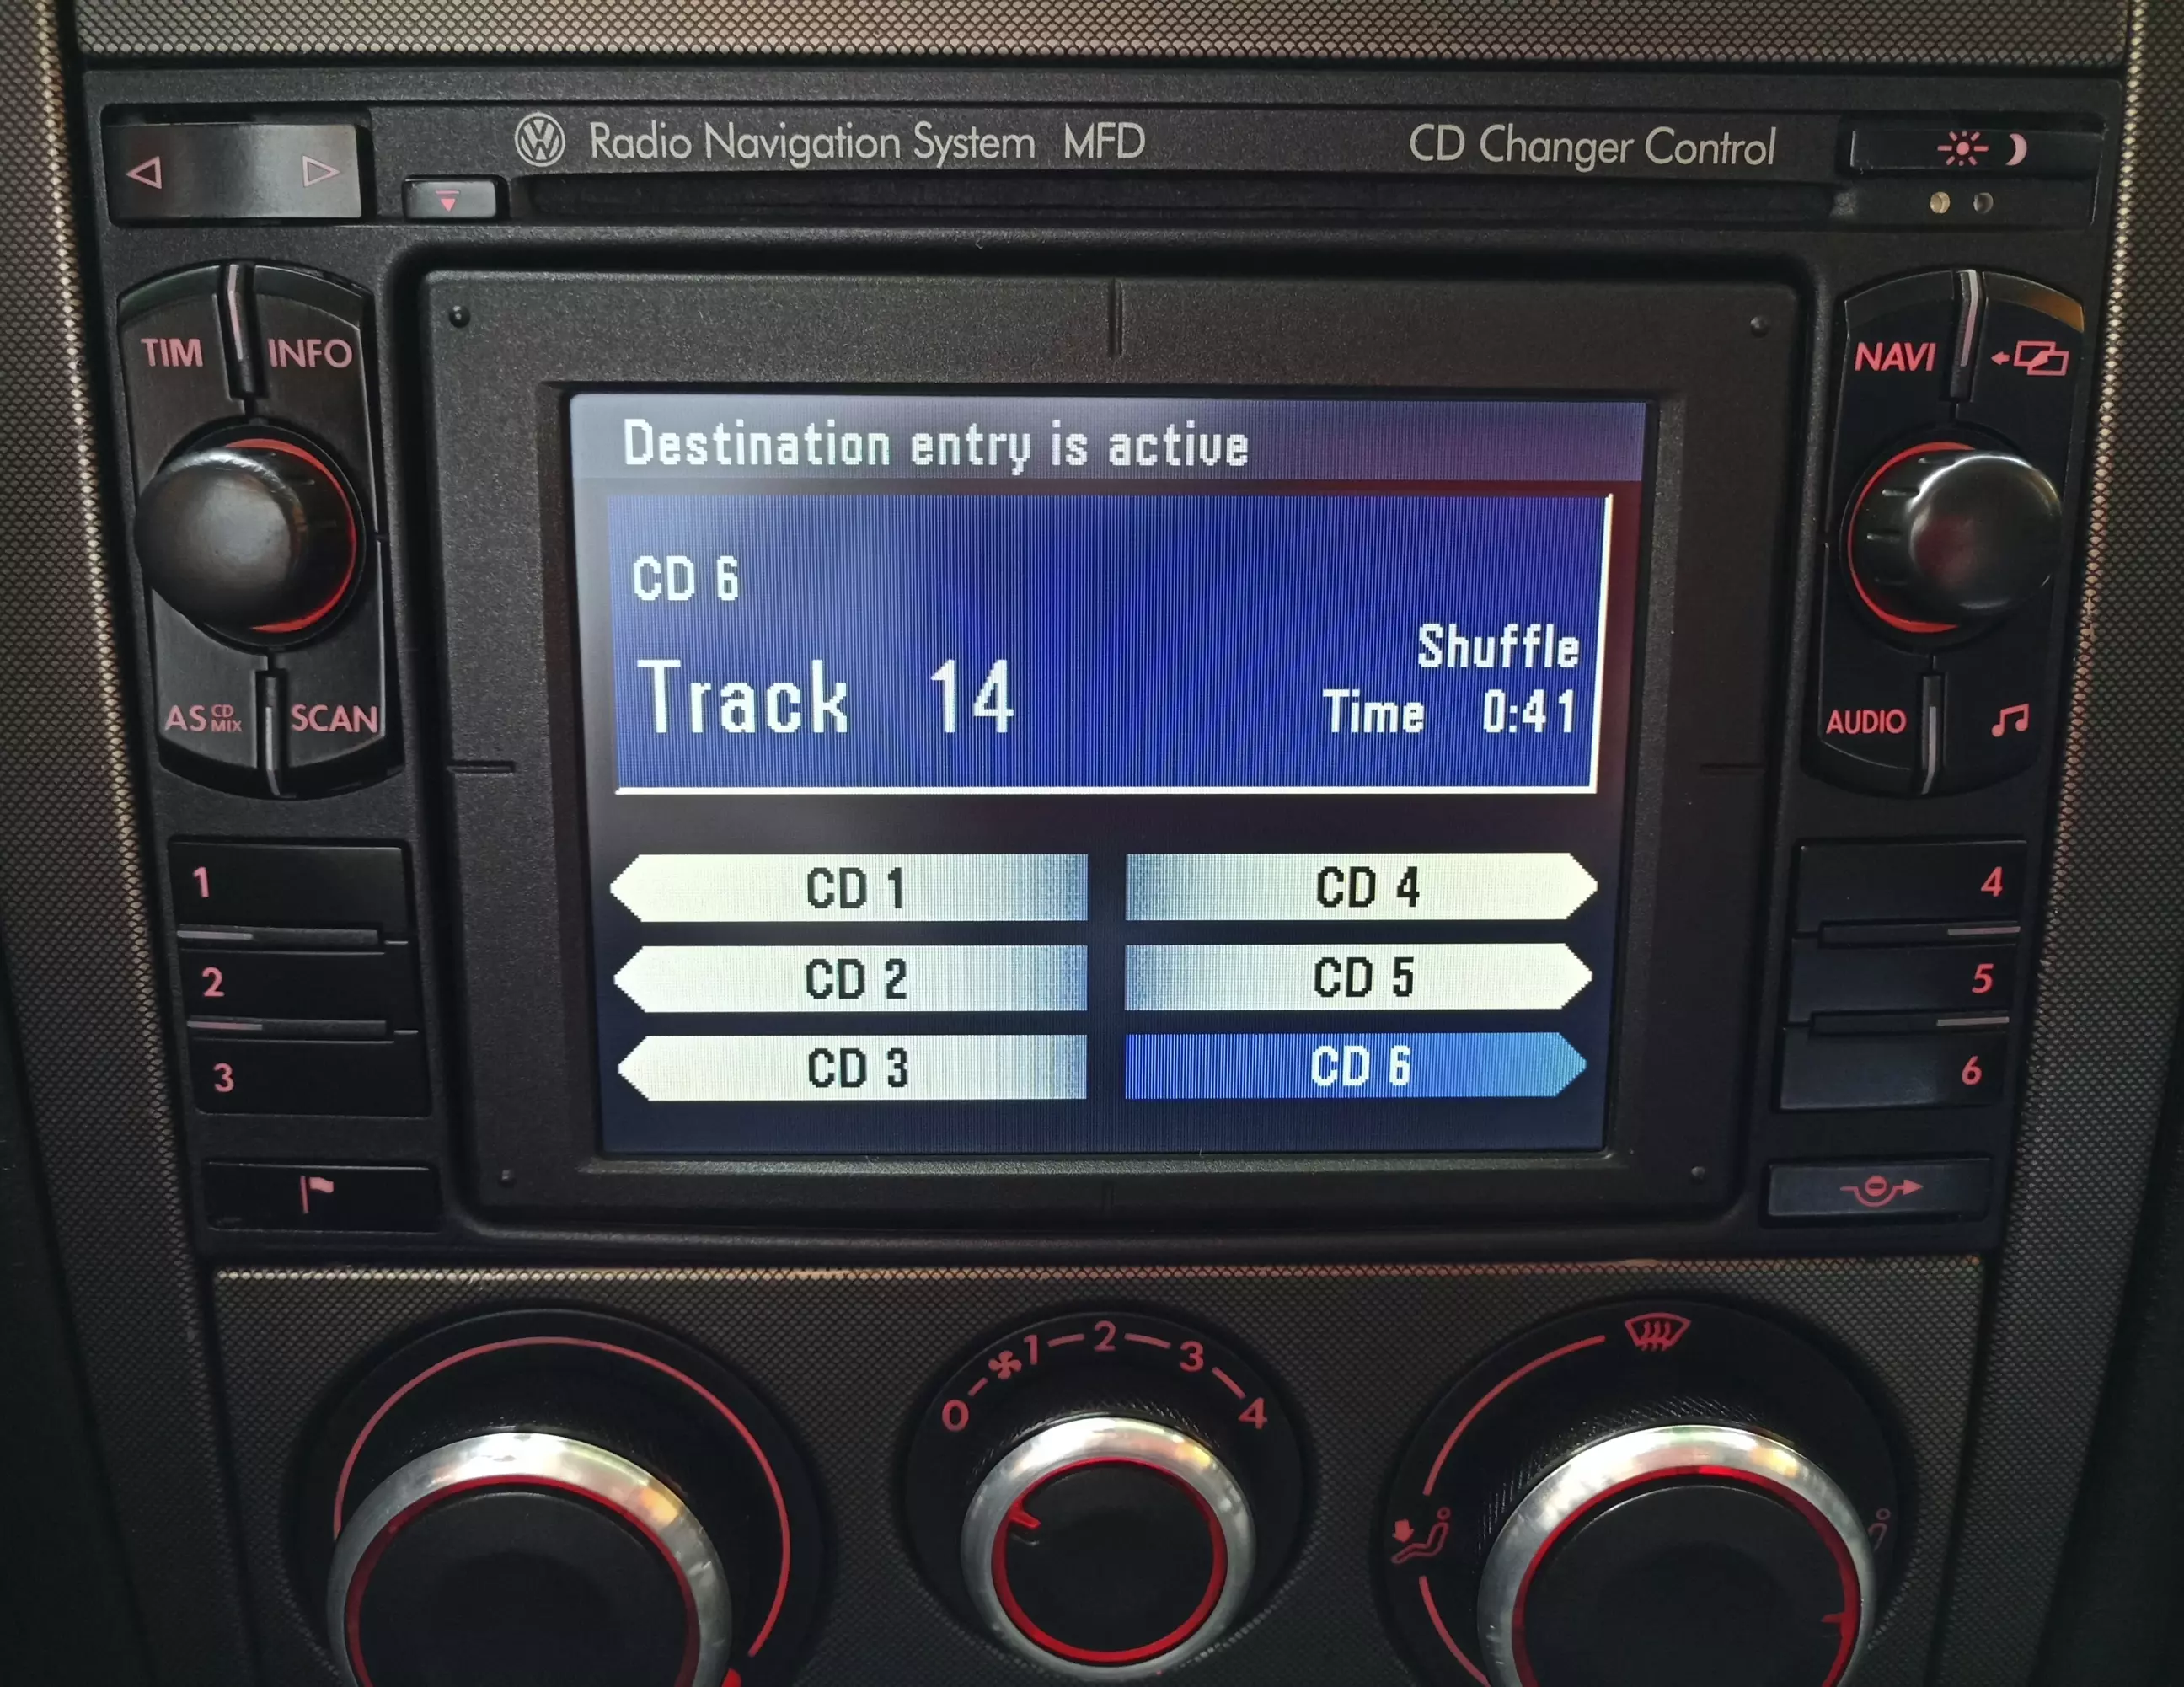 Radio Navigation System MFD
CD Changer Control
TIM
INFO
NAVI
Destination entry is active
CD 6
Shuffle
Track 14
Time 0:41
AS CD MIX
SCAN
AUDIO
CD 1
CD 4
CD 2
CD 5
CD 3
CD 6
1
2
3
4
5
6
0
1
2
3
4